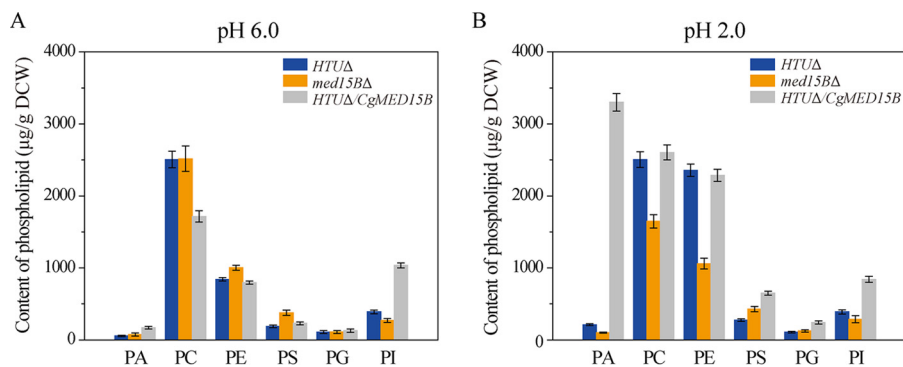 A
pH 6.0
Content of phospholipid (μg/g DCW)
4000
3000
2000
1000
0
HTUΔ
med15BΔ
HTUΔ/CgMED15B
PA PC PE PS PG PI
B
pH 2.0
Content of phospholipid (μg/g DCW)
4000
3000
2000
1000
0
HTUΔ
med15BΔ
HTUΔ/CgMED15B
PA PC PE PS PG PI